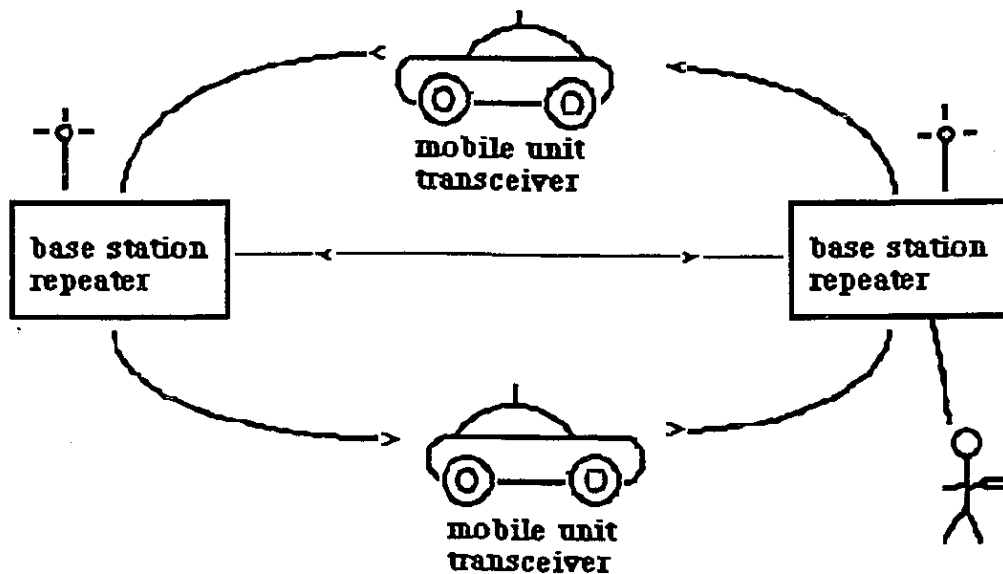 mobile unit
transceiver
base station
repeater
base station
repeater
mobile unit
transceiver